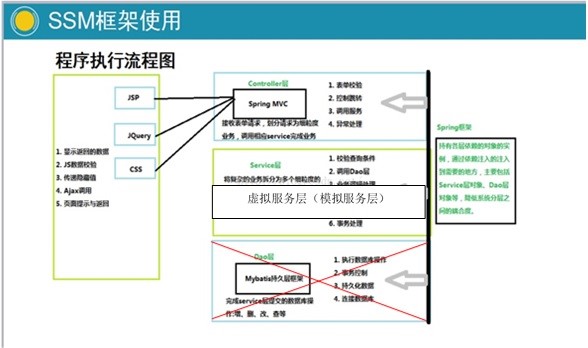 SSM框架使用
程序执行流程图
JSP
JQuery
CSS
1. 显示返回的数据
2. JS数据校验
3. 传递隐藏值
4. Ajax调用
5. 页面提示与返回
Controller层
Spring MVC
接收表单请求,划分请求为细粒度
业务,调用相应service完成业务
1. 表单校验
2. 控制跳转
3. 调用服务
4. 异常处理
Service层
将复杂的业务拆分为多个细粒度的
1. 校验查询条件
2. 调用Dao层
虚拟服务层(模拟服务层)
6. 事务处理
Dao层
Mybatis持久层框架
完成service层提交的数据库操
作:增、删、改、查等
1. 执行数据库操作
2. 事务控制
3. 持久化数据
4. 连接数据库
Spring框架
持有各层依赖的对象的实
例,通过依赖注入的注入
到需要的地方,主要包括
Service层对象、Dao层
对象等,降低系统分层之
间的耦合度。